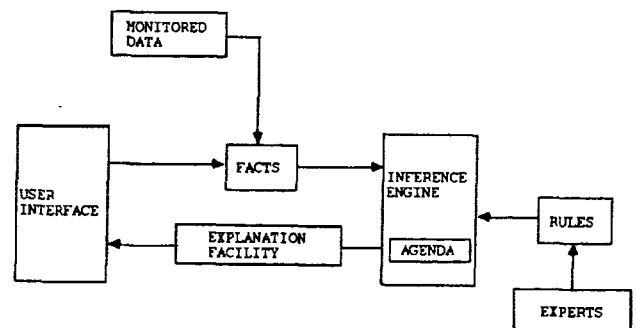 MONITORED
DATA
USER
INTERFACE
FACTS
INFERENCE
ENGINE
AGENDA
EXPLANATION
FACILITY
RULES
EXPERTS